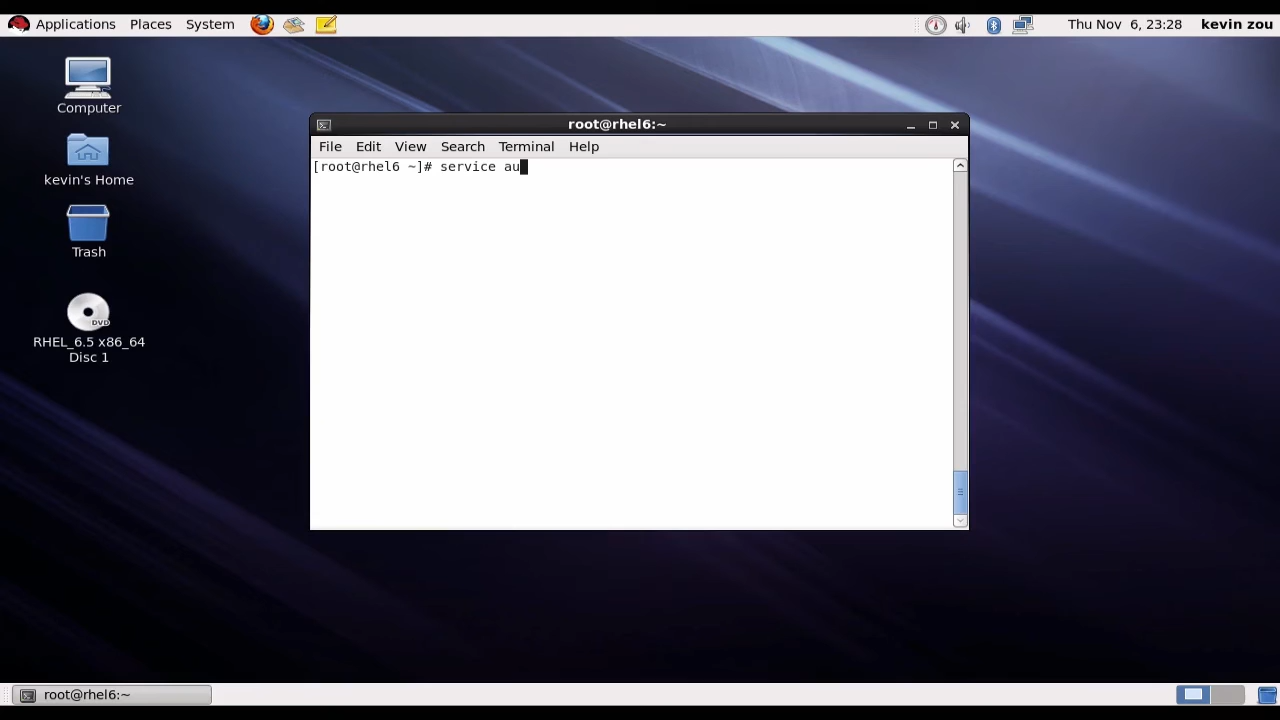 Applications Places System Thu Nov 6, 23:28 kevin zou
Computer
kevin's Home
Trash
DVD
RHEL_6.5 x86_64
Disc 1
root@rhel6:~
File Edit View Search Terminal Help
[root@rhel6 ~]# service au
root@rhel6:~